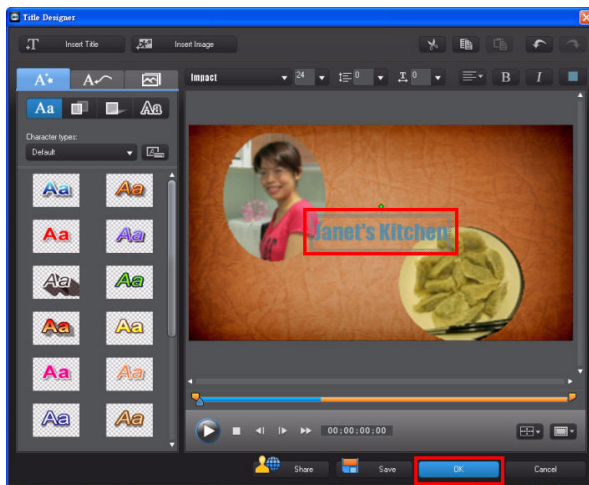 Title Designer
Insert Title
Insert Image
Impact
24
0
0
B
I
Aa
Aa
Character types:
Default
Aa
Aa
Aa
Aa
Aa
Aa
Aa
Aa
Aa
Aa
Aa
Aa
Janet's Kitchen
00;00;00;00
Share
Save
OK
Cancel